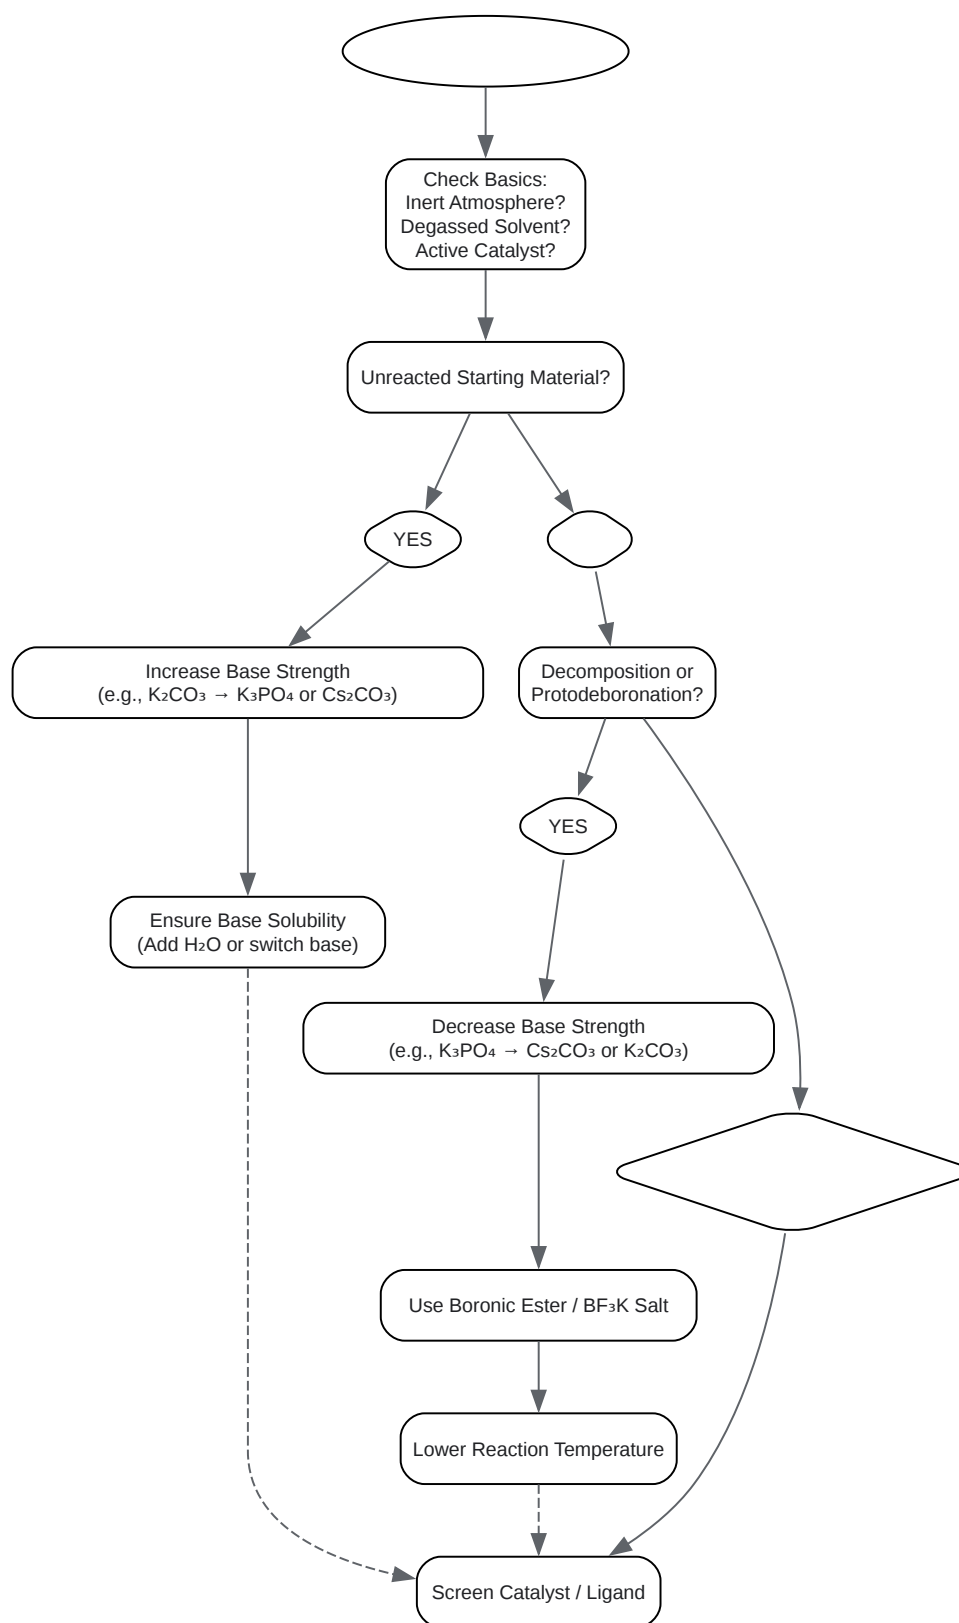 Check Basics:
Inert Atmosphere?
Degassed Solvent?
Active Catalyst?
Unreacted Starting Material?
YES
Increase Base Strength
(e.g., K₂CO₃ → K₃PO₄ or Cs₂CO₃)
Decomposition or
Protodeboronation?
YES
Ensure Base Solubility
(Add H₂O or switch base)
Decrease Base Strength
(e.g., K₃PO₄ → Cs₂CO₃ or K₂CO₃)
Use Boronic Ester / BF₃K Salt
Lower Reaction Temperature
Screen Catalyst / Ligand